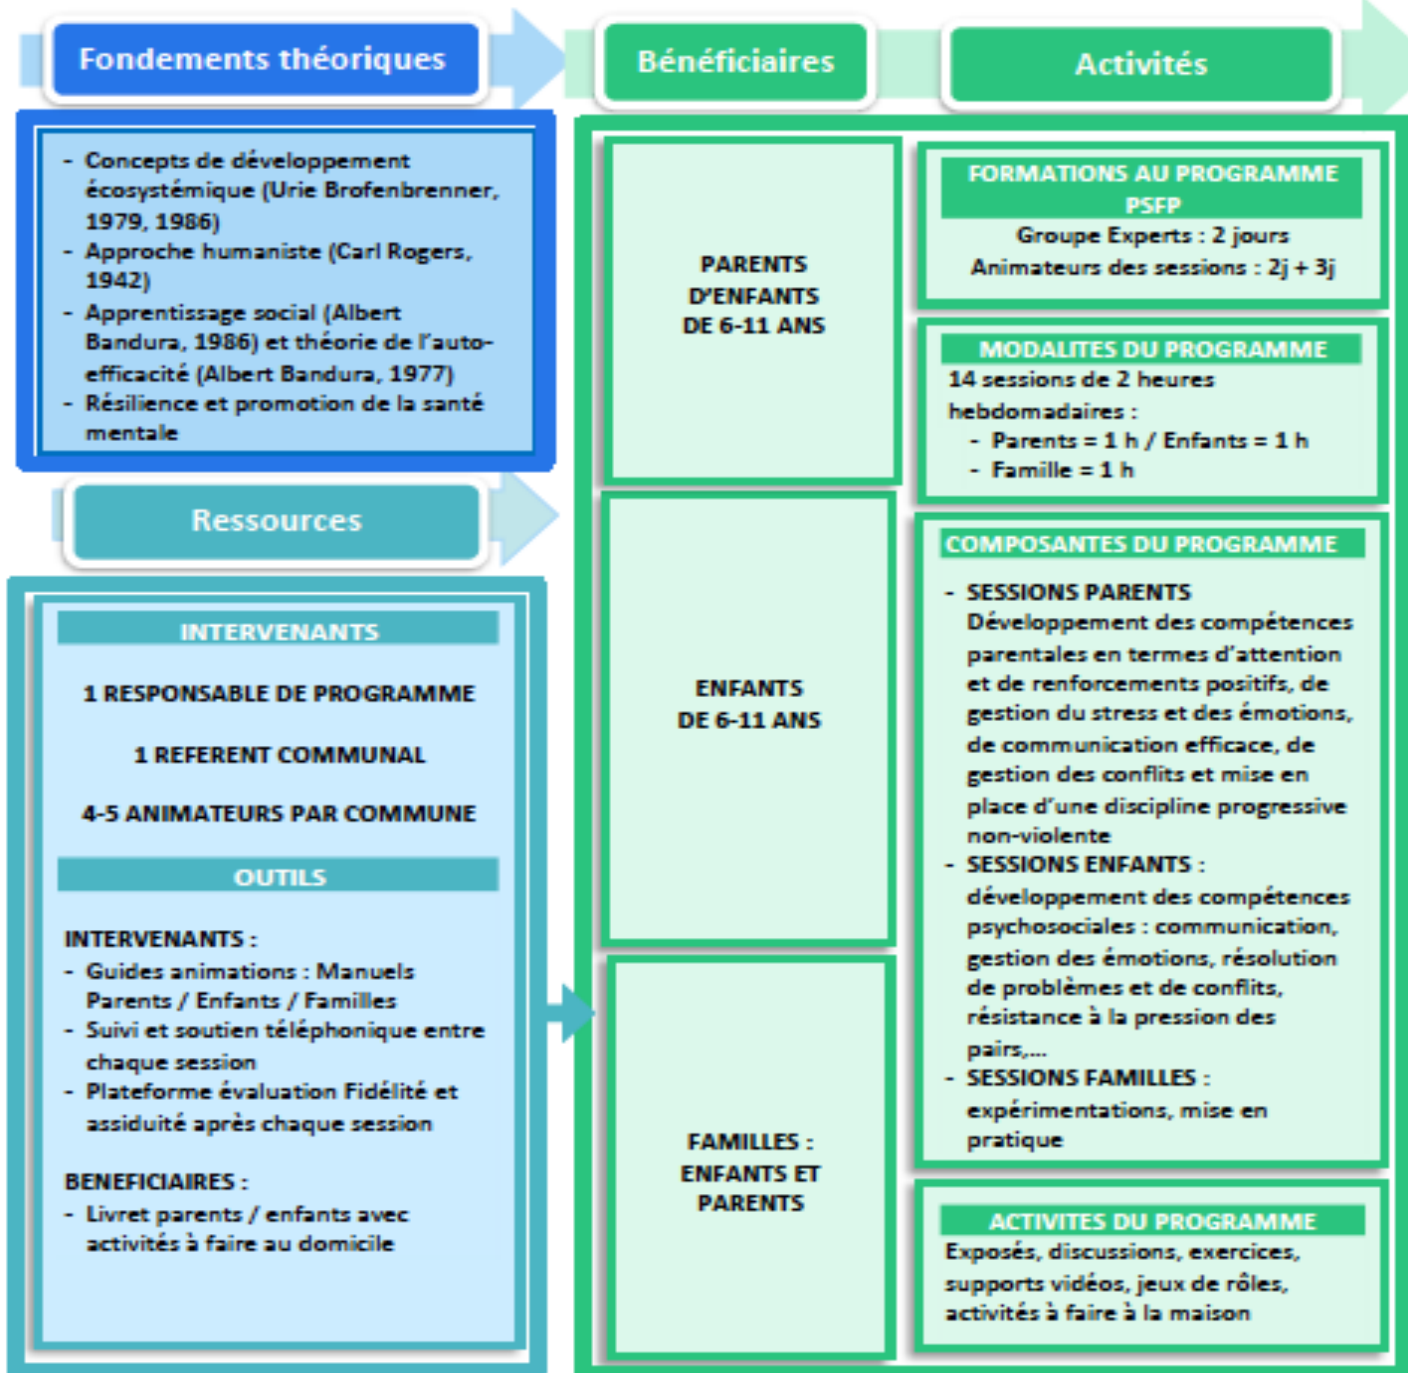 Fondements théoriques
- Concepts de développement
écosystémique (Urie Brofenbrenner,
1979, 1986)
- Approche humaniste (Carl Rogers,
1942)
- Apprentissage social (Albert
Bandura, 1986) et théorie de l'auto-
efficacité (Albert Bandura, 1977)
- Résilience et promotion de la santé
mentale
Ressources
INTERVENANTS
1 RESPONSABLE DE PROGRAMME
1 REFERENT COMMUNAL
4-5 ANIMATEURS PAR COMMUNE
OUTILS
INTERVENANTS :
- Guides animations : Manuels
Parents / Enfants / Familles
- Suivi et soutien téléphonique entre
chaque session
- Plateforme évaluation Fidélité et
assiduité après chaque session
BENEFICIAIRES :
- Livret parents / enfants avec
activités à faire au domicile
Bénéficiaires
PARENTS
D'ENFANTS
DE 6-11 ANS
ENFANTS
DE 6-11 ANS
FAMILLES :
ENFANTS ET
PARENTS
Activités
FORMATIONS AU PROGRAMME
PSFP
Groupe Experts : 2 jours
Animateurs des sessions : 2j + 3j
MODALITES DU PROGRAMME
14 sessions de 2 heures
hebdomadaires :
- Parents = 1 h / Enfants = 1 h
- Famille = 1 h
COMPOSANTES DU PROGRAMME
- SESSIONS PARENTS
Développement des compétences
parentales en termes d'attention
et de renforcements positifs, de
gestion du stress et des émotions,
de communication efficace, de
gestion des conflits et mise en
place d'une discipline progressive
non-violente
- SESSIONS ENFANTS :
développement des compétences
psychosociales : communication,
gestion des émotions, résolution
de problèmes et de conflits,
résistance à la pression des
pairs,...
- SESSIONS FAMILLES :
expérimentations, mise en
pratique
ACTIVITES DU PROGRAMME
Exposés, discussions, exercices,
supports vidéos, jeux de rôles,
activités à faire à la maison